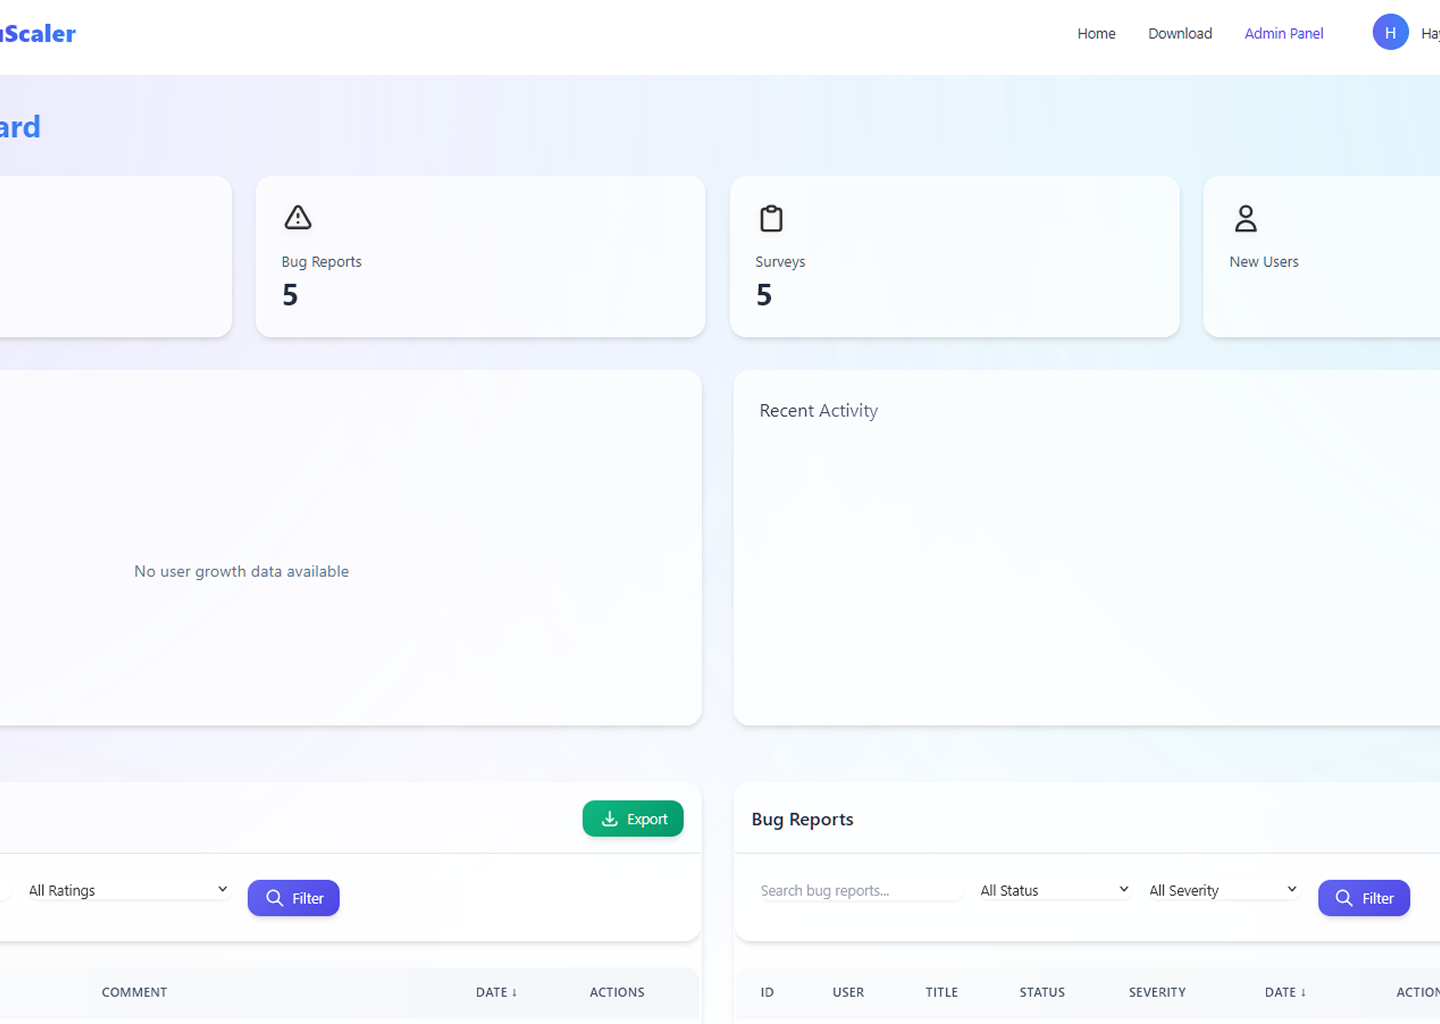 uScaler
Home
Download
Admin Panel
H
Hay
ard
Bug Reports
5
Surveys
5
New Users
Recent Activity
No user growth data available
Export
Bug Reports
All Ratings
Filter
Search bug reports...
All Status
All Severity
Filter
COMMENT
DATE ↓
ACTIONS
ID
USER
TITLE
STATUS
SEVERITY
DATE ↓
ACTION